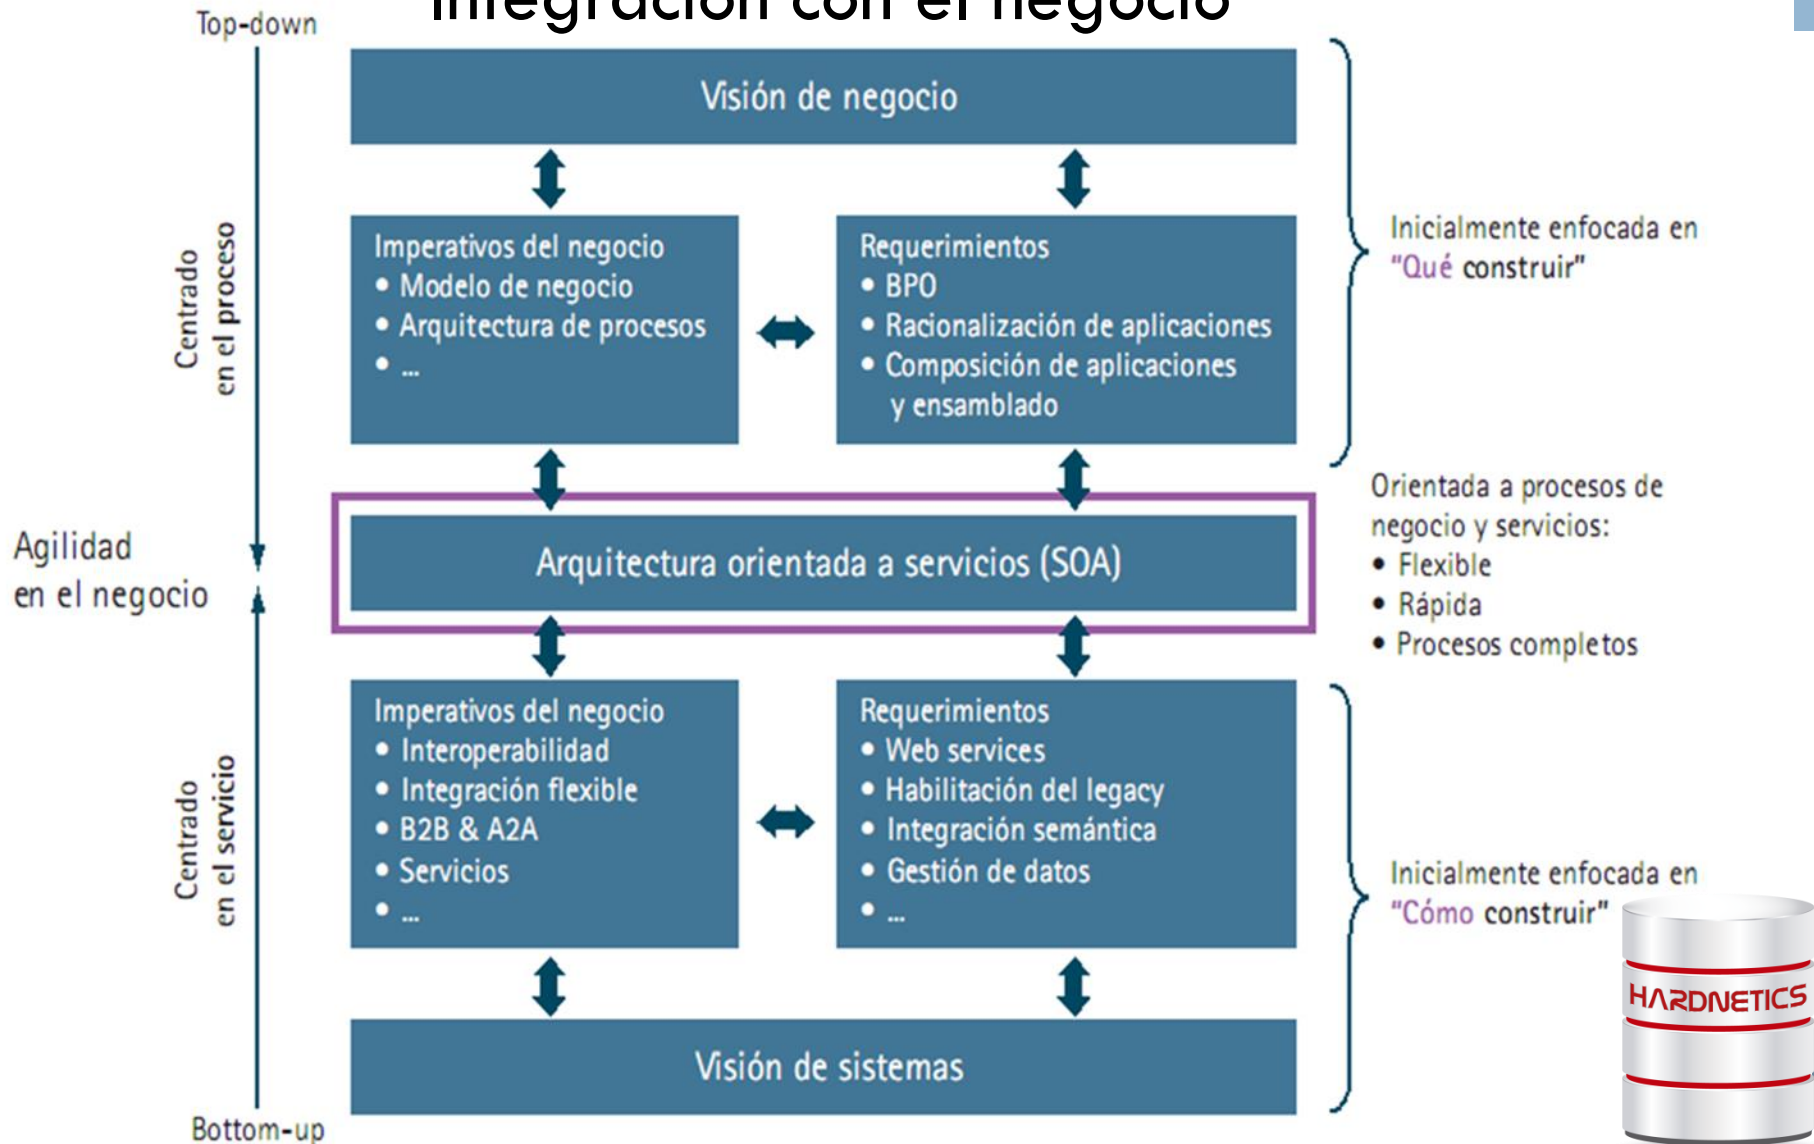 Integración con el negocio
Top-down
Visión de negocio
Centrado
en el proceso
Imperativos del negocio
• Modelo de negocio
• Arquitectura de procesos
• ...
Requerimientos
• BPO
• Racionalización de aplicaciones
• Composición de aplicaciones
y ensamblado
Inicialmente enfocada en
"Qué construir"
Agilidad
en el negocio
Arquitectura orientada a servicios (SOA)
Orientada a procesos de
negocio y servicios:
• Flexible
• Rápida
• Procesos completos
Centrado
en el servicio
Imperativos del negocio
• Interoperabilidad
• Integración flexible
• B2B & A2A
• Servicios
• ...
Requerimientos
• Web services
• Habilitación del legacy
• Integración semántica
• Gestión de datos
• ...
Inicialmente enfocada en
"Cómo construir"
HARDNETICS
Visión de sistemas
Bottom-up